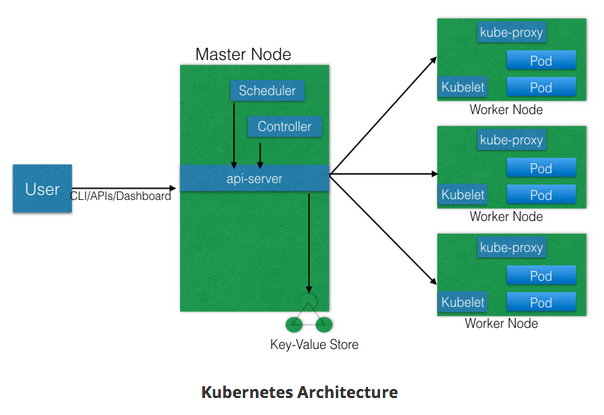 Master Node
Scheduler
Controller
api-server
User
CLI/APIs/Dashboard
Key-Value Store
kube-proxy
Pod
Kubelet
Pod
Worker Node
kube-proxy
Pod
Kubelet
Pod
Worker Node
kube-proxy
Pod
Kubelet
Pod
Worker Node
Kubernetes Architecture